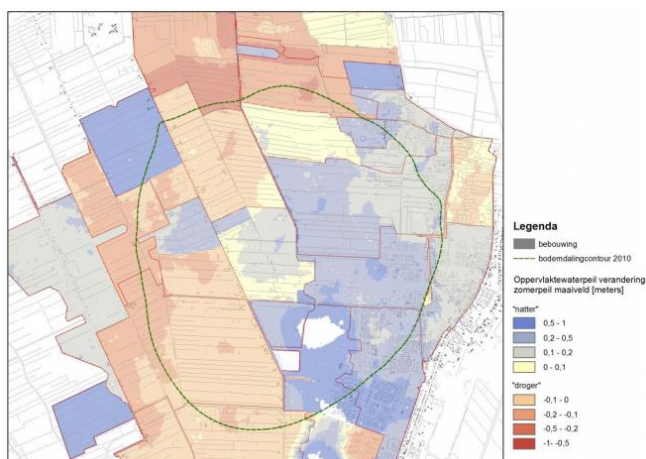 Legenda
bebouwing
bodemdalingcontour 2010
Oppervlaktewaterpeil verandering
zomerpeil maaiveld [meters]
"natter"
0,5 - 1
0,2 - 0,5
0,1 - 0,2
0 - 0,1
"droger"
-0,1 - 0
-0,2 - -0,1
-0,5 - -0,2
-1- -0,5